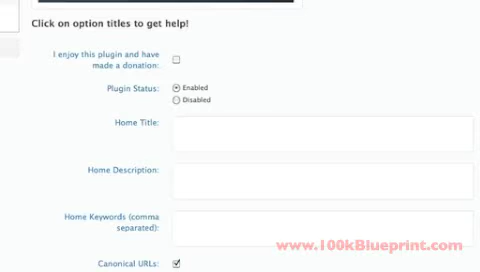 Click on option titles to get help!
I enjoy this plugin and have
made a donation:
Plugin Status:
Enabled
Disabled
Home Title:
Home Description:
Home Keywords (comma
separated):
www.100kBlueprint.com
Canonical URLs: